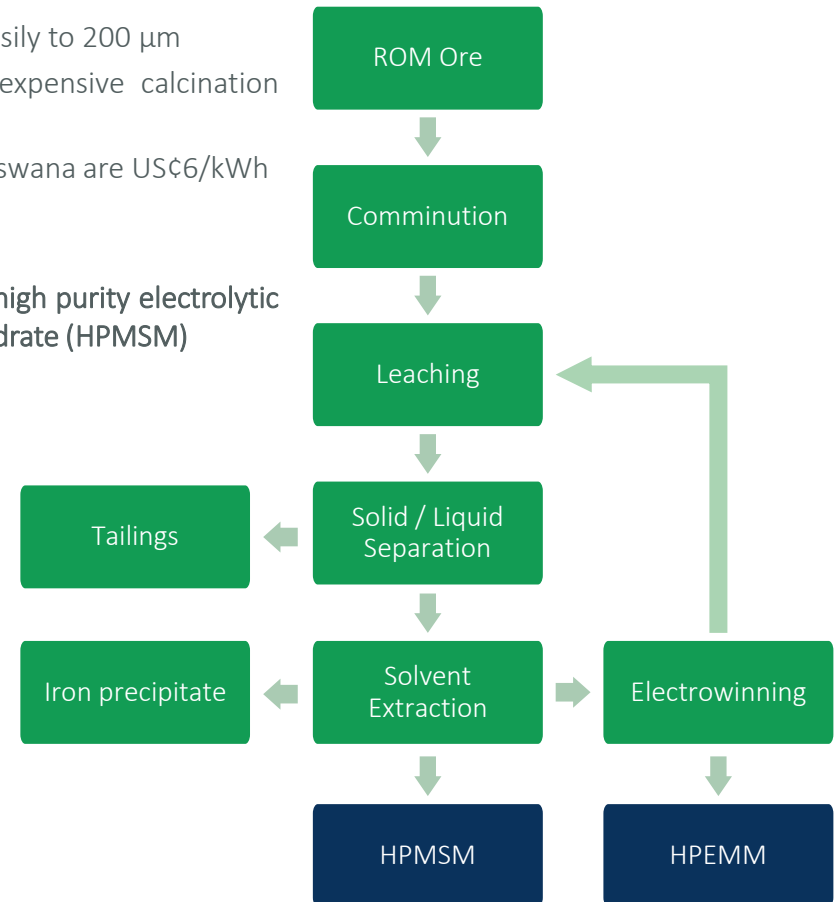 sily to 200 µm
expensive calcination
swana are US¢6/kWh
high purity electrolytic
drate (HPMSM)
ROM Ore
Comminution
Leaching
Tailings
Solid / Liquid
Separation
Iron precipitate
Solvent
Extraction
Electrowinning
HPMSM
HPEMM